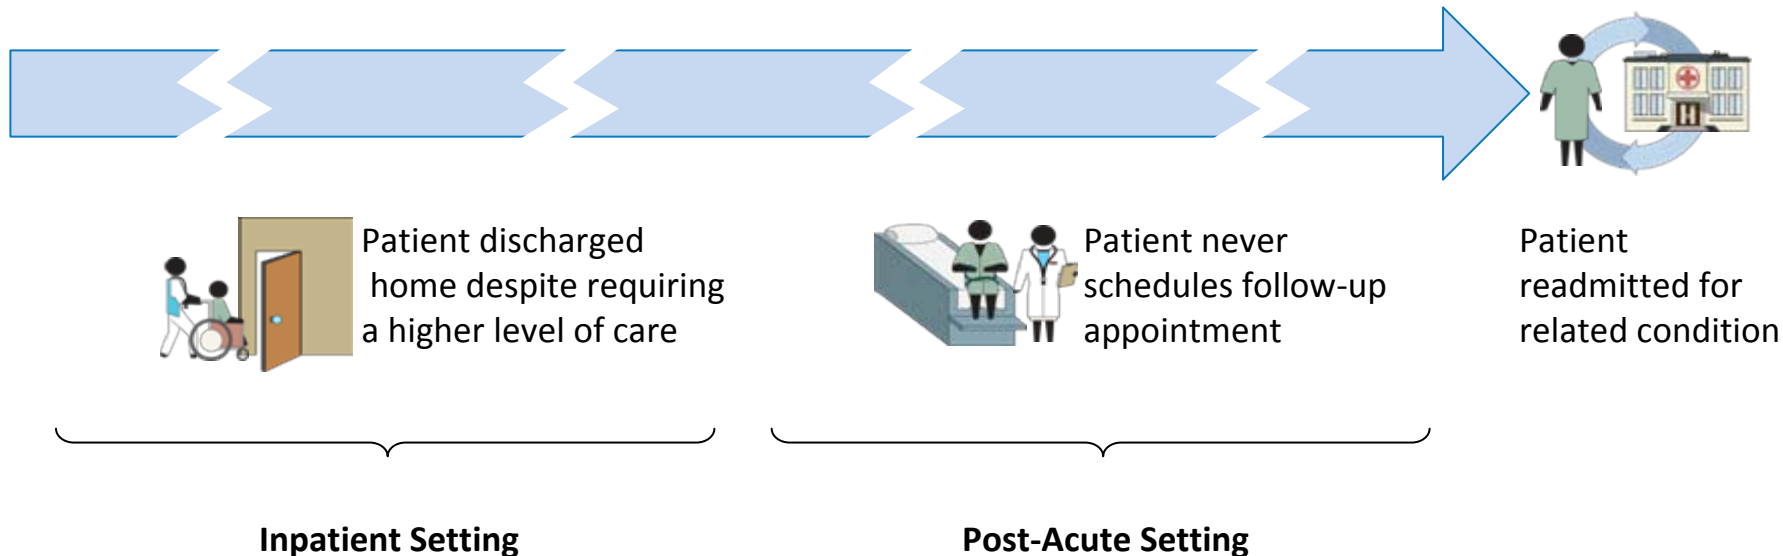 Patient discharged
home despite requiring
a higher level of care
Patient never
schedules follow-up
appointment
Patient
readmitted for
related condition
Inpatient Setting
Post-Acute Setting